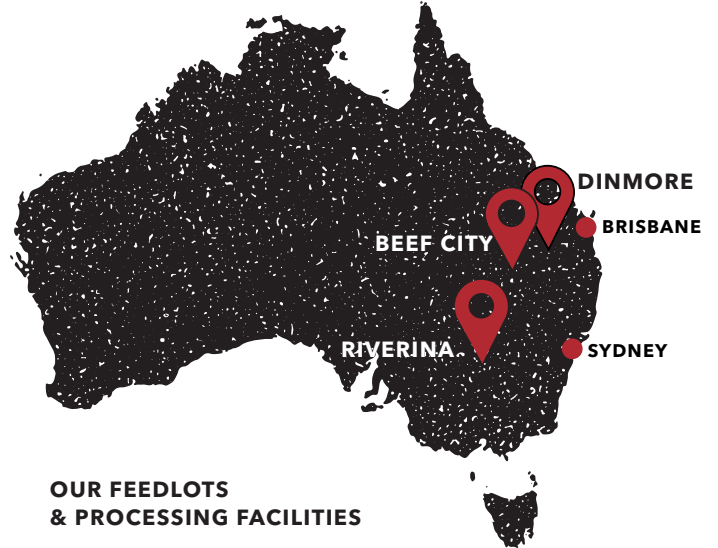 DINMORE
BRISBANE
BEEF CITY
RIVERINA
SYDNEY
OUR FEEDLOTS
& PROCESSING FACILITIES